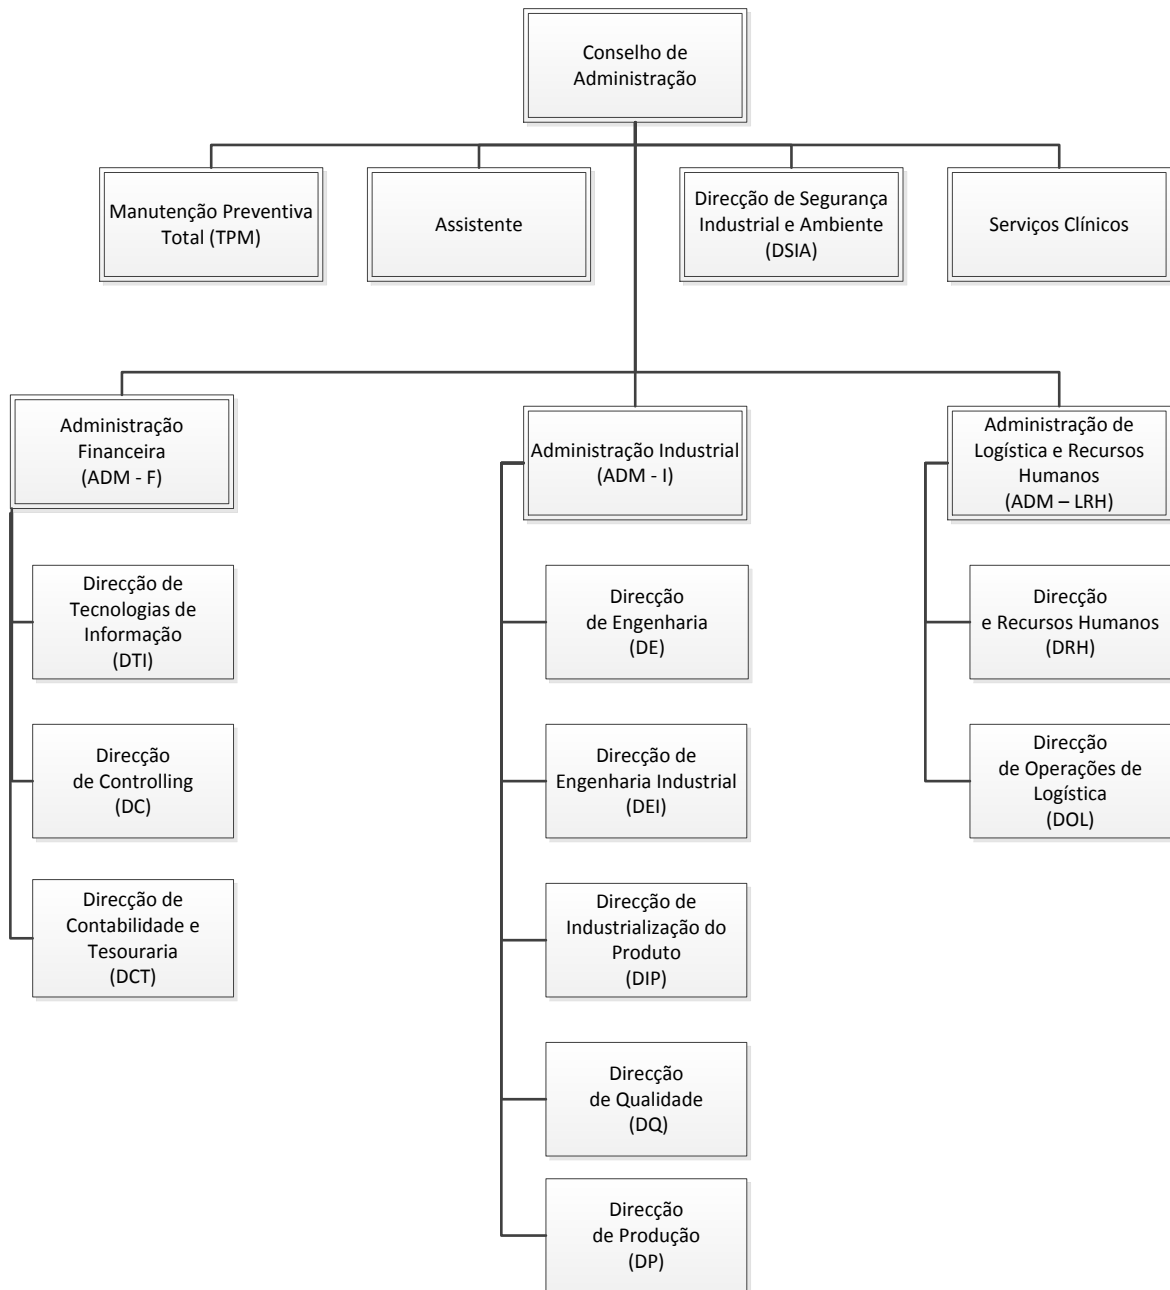 Conselho de
Administração
Manutenção Preventiva
Total (TPM)
Assistente
Direcção de Segurança
Industrial e Ambiente
(DSIA)
Serviços Clínicos
Administração
Financeira
(ADM - F)
Administração Industrial
(ADM - I)
Administração de
Logística e Recursos
Humanos
(ADM – LRH)
Direcção de
Tecnologias de
Informação
(DTI)
Direcção
de Controlling
(DC)
Direcção de
Contabilidade e
Tesouraria
(DCT)
Direcção
de Engenharia
(DE)
Direcção de
Engenharia Industrial
(DEI)
Direcção de
Industrialização do
Produto
(DIP)
Direcção
de Qualidade
(DQ)
Direcção
de Produção
(DP)
Direcção
e Recursos Humanos
(DRH)
Direcção
de Operações de
Logística
(DOL)